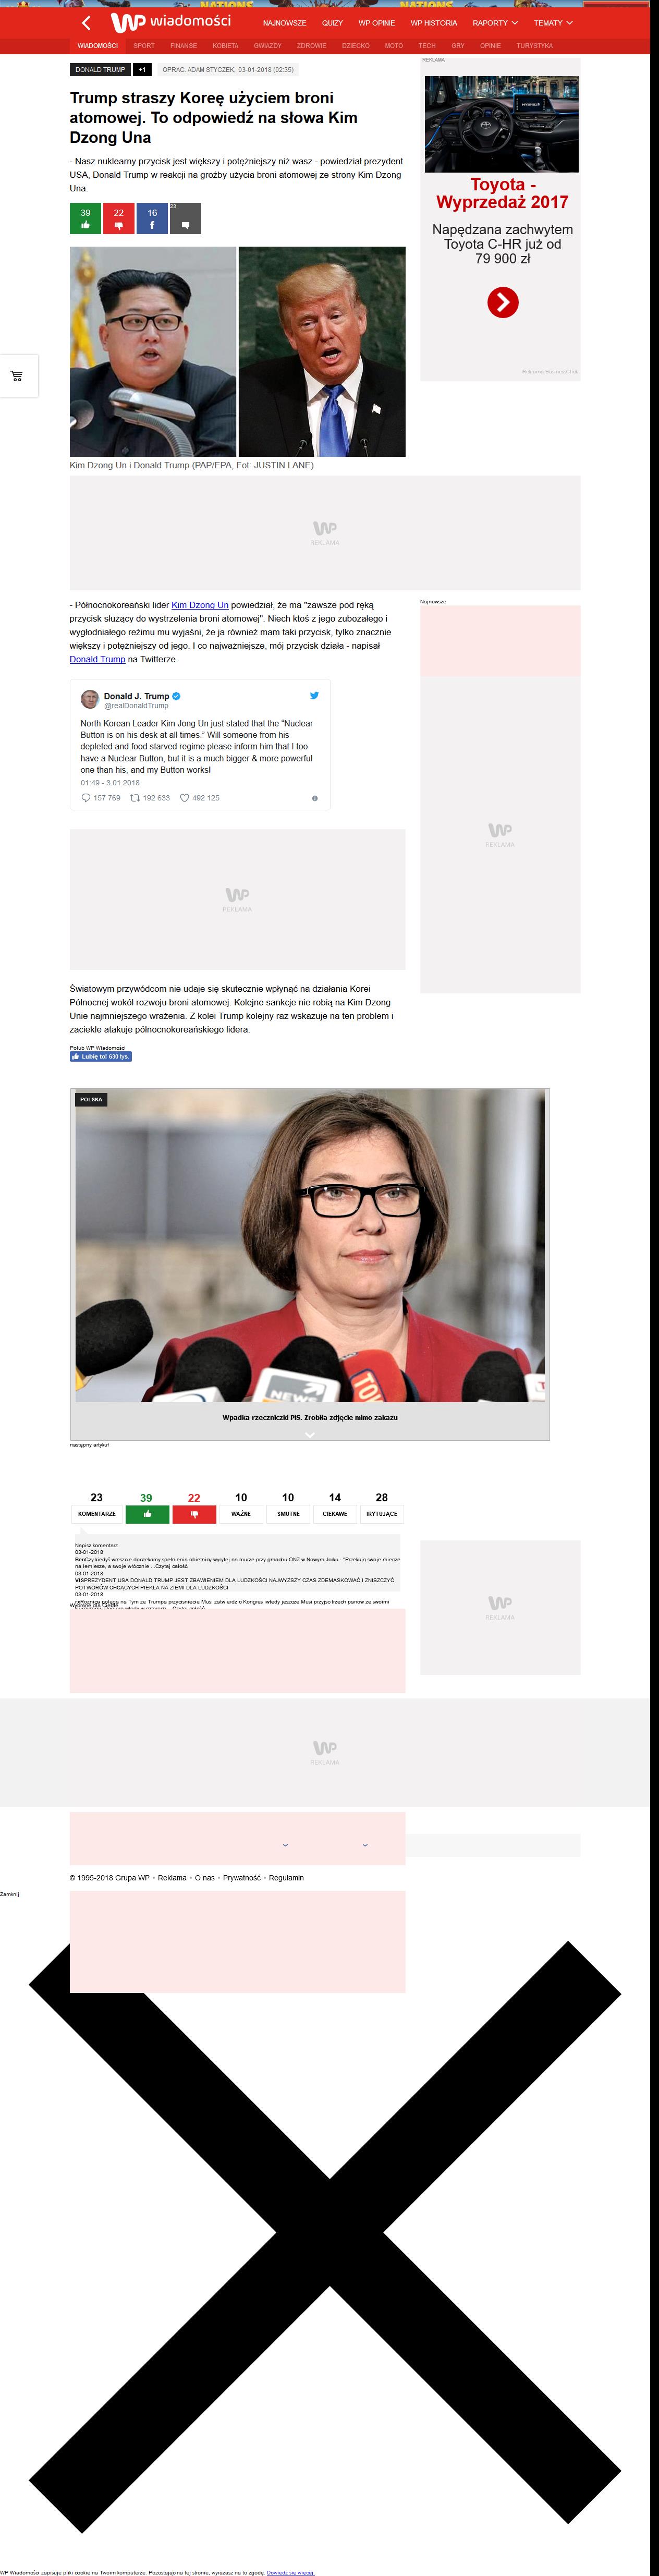 NATIONS NATIONS
WP wiadomości
NAJNOWSZE QUIZY WP OPINIE WP HISTORIA RAPORTY TEMATY
WIADOMOŚCI SPORT FINANSE KOBIETA GWIAZDY ZDROWIE DZIECKO MOTO TECH GRY OPINIE TURYSTYKA
DONALD TRUMP +1 OPRAC. ADAM STYCZEK, 03-01-2018 (02:35)
Trump straszy Koreę użyciem broni
atomowej. To odpowiedź na słowa Kim
Dzong Una
- Nasz nuklearny przycisk jest większy i potężniejszy niż wasz - powiedział prezydent
USA, Donald Trump w reakcji na groźby użycia broni atomowej ze strony Kim Dzong
Una.
39 22 16 23
REKLAMA
Toyota -
Wyprzedaż 2017
Napędzana zachwytem
Toyota C-HR już od
79 900 zł
Reklama BusinessClick
Kim Dzong Un i Donald Trump (PAP/EPA, Fot: JUSTIN LANE)
WP
REKLAMA
- Północnokoreański lider Kim Dzong Un powiedział, że ma "zawsze pod ręką
przycisk służący do wystrzelenia broni atomowej". Niech ktoś z jego zubożałego i
wygłodniałego reżimu mu wyjaśni, że ja również mam taki przycisk, tylko znacznie
większy i potężniejszy od jego. I co najważniejsze, mój przycisk działa - napisał
Donald Trump na Twitterze.
Najnowsze
Donald J. Trump
@realDonaldTrump
North Korean Leader Kim Jong Un just stated that the “Nuclear
Button is on his desk at all times.” Will someone from his
depleted and food starved regime please inform him that I too
have a Nuclear Button, but it is a much bigger & more powerful
one than his, and my Button works!
01:49 - 3.01.2018
157 769 192 633 492 125
WP
REKLAMA
WP
REKLAMA
Światowym przywódcom nie udaje się skutecznie wpłynąć na działania Korei
Północnej wokół rozwoju broni atomowej. Kolejne sankcje nie robią na Kim Dzong
Unie najmniejszego wrażenia. Z kolei Trump kolejny raz wskazuje na ten problem i
zaciekle atakuje północnokoreańskiego lidera.
Polub WP Wiadomości
Lubię to! 630 tys.
POLSKA
NEWS
Wpadka rzeczniczki PiS. Zrobiła zdjęcie mimo zakazu
następny artykuł
23 39 22 10 10 14 28
KOMENTARZE WAŻNE SMUTNE CIEKAWE IRYTUJĄCE
Napisz komentarz
03-01-2018
BenCzy kiedyś wreszcie doczekamy spełnienia obietnicy wyrytej na murze przy gmachu ONZ w Nowym Jorku - "Przekują swoje miecze
na lemiesze, a swoje włócznie ...Czytaj całość
03-01-2018
VISPREZYDENT USA DONALD TRUMP JEST ZBAWIENIEM DLA LUDZKOŚCI NAJWYŻSZY CZAS ZDEMASKOWAĆ I ZNISZCZYĆ
POTWORÓW CHCĄCYCH PIEKŁA NA ZIEMI DLA LUDZKOŚCI
03-01-2018
WP
REKLAMA
WP
REKLAMA
© 1995-2018 Grupa WP • Reklama • O nas • Prywatność • Regulamin
Zamknij
WP Wiadomości zapisuje pliki cookie na Twoim komputerze. Pozostając na tej stronie, wyrażasz na to zgodę. Dowiedz się więcej.